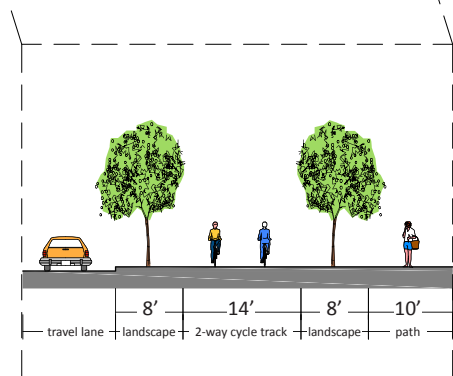 8’ 14’ 8’ 10’
travel lane landscape 2-way cycle track landscape path